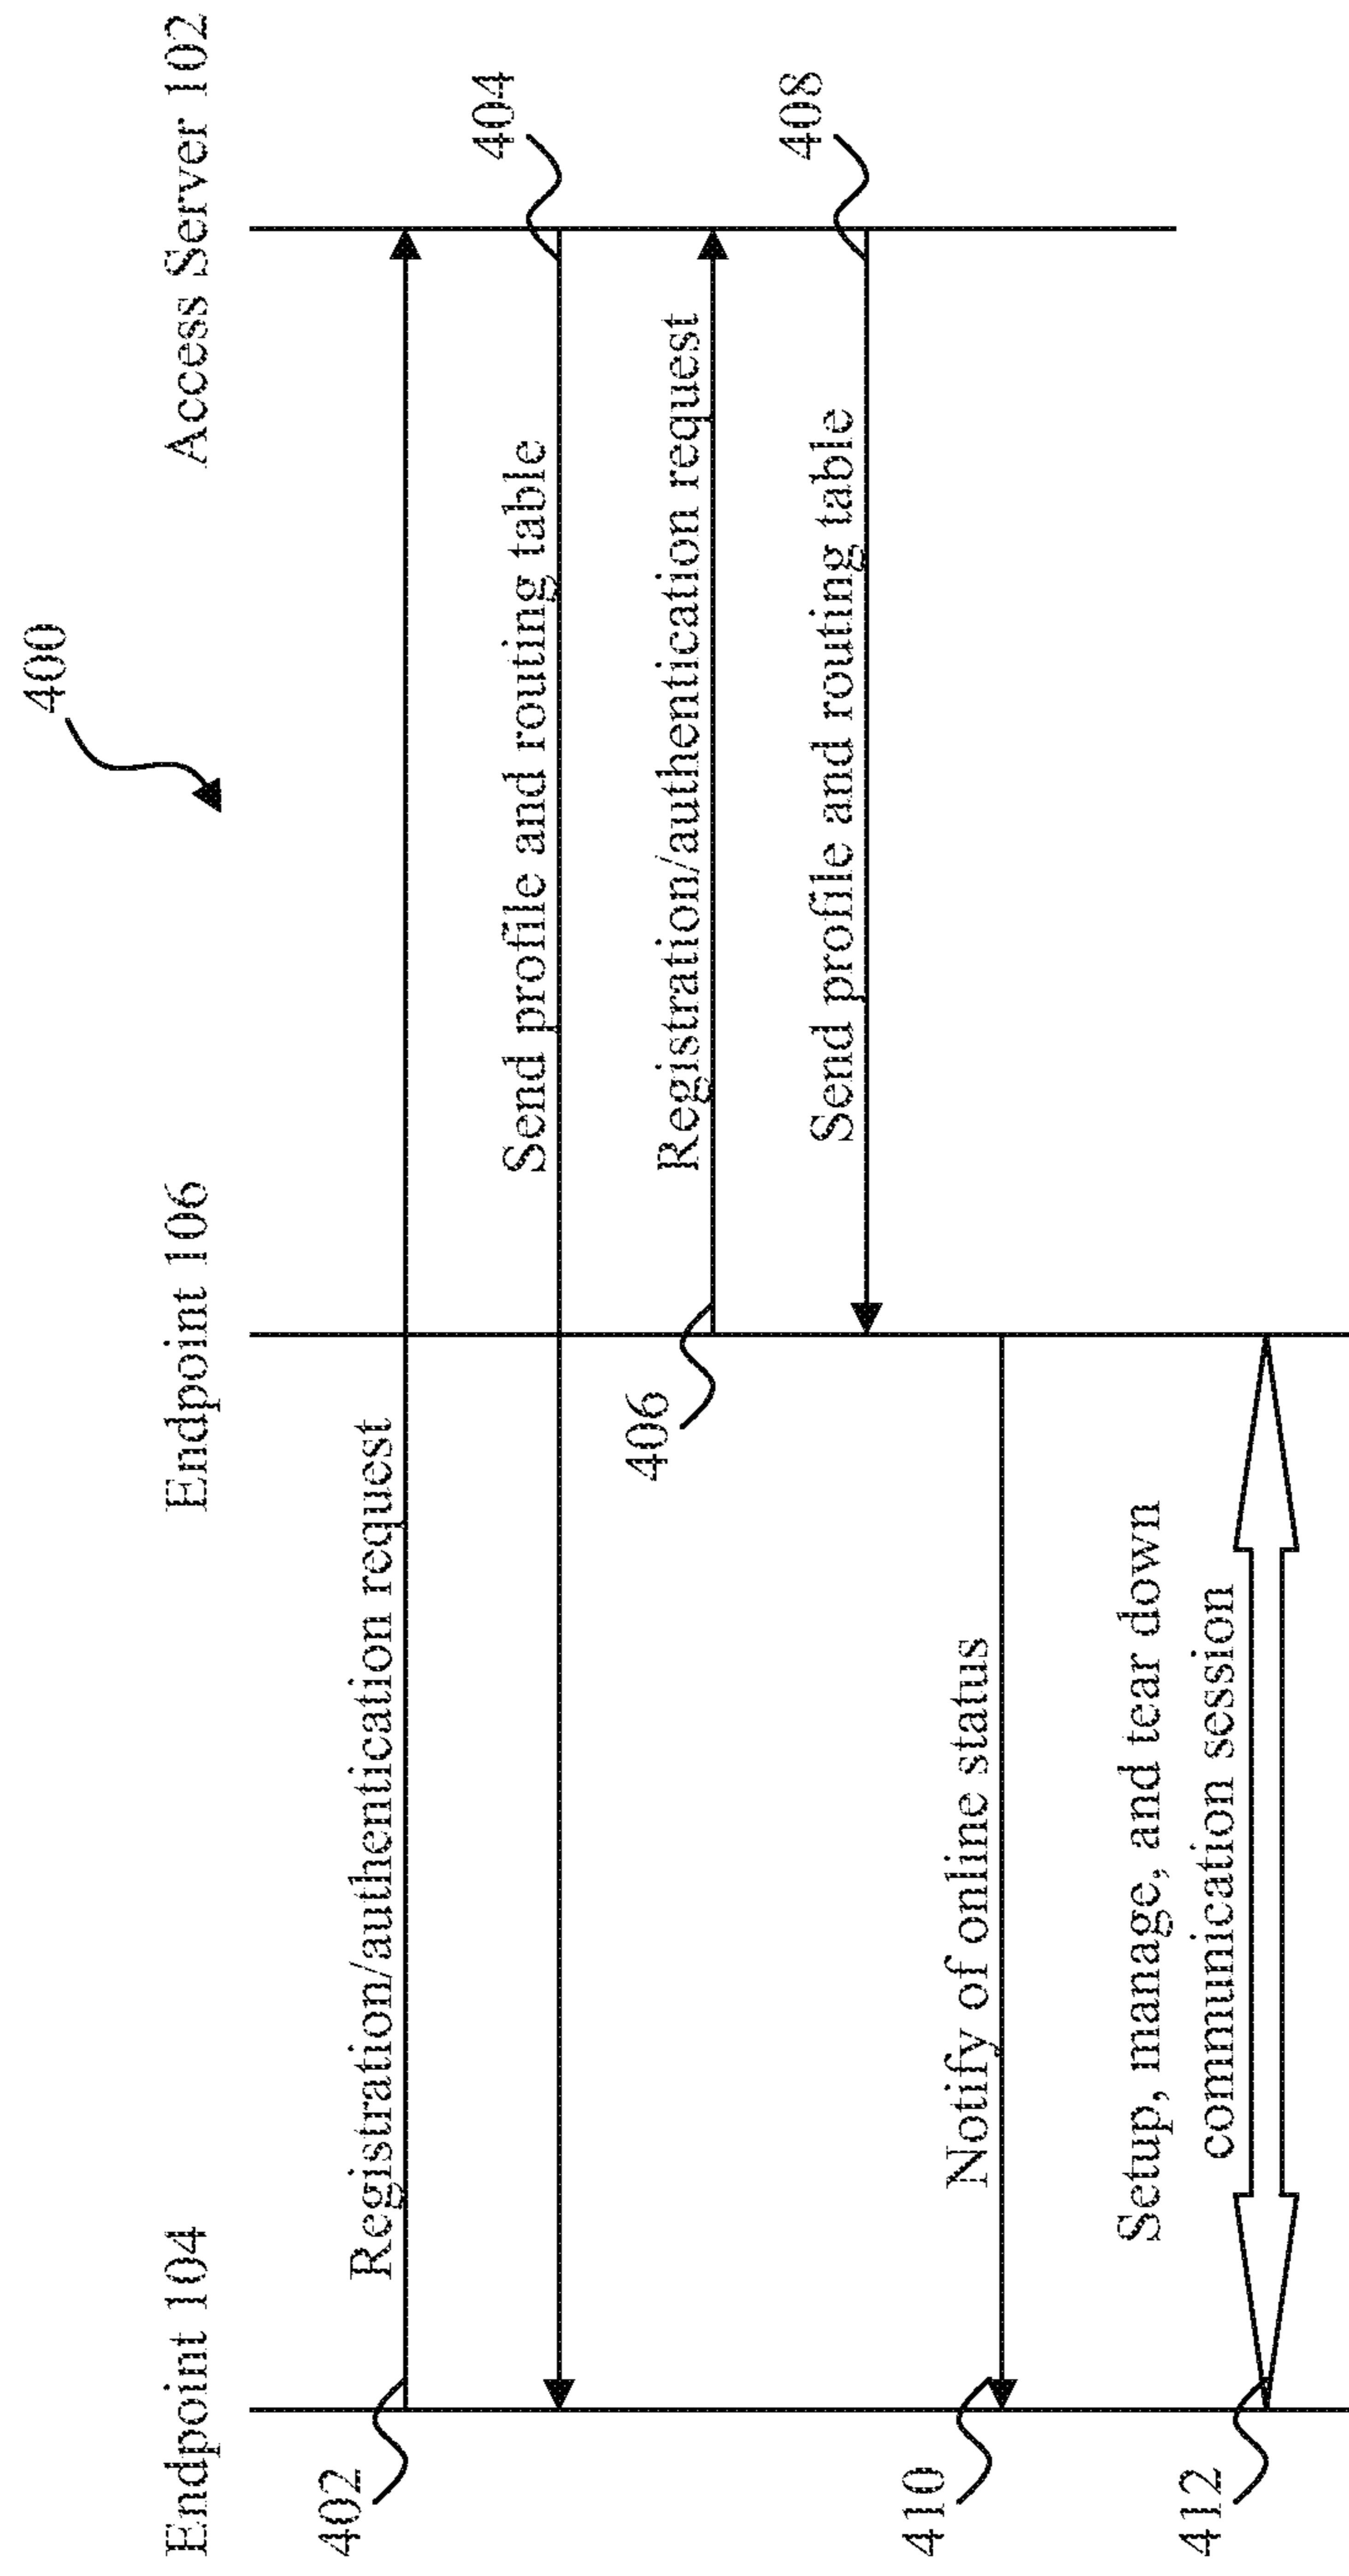 400
Endpoint 104
Endpoint 106
Access Server 102
402
Registration/authentication request
404
Send profile and routing table
406
Registration/authentication request
408
Send profile and routing table
410
Notify of online status
412
Setup, manage, and tear down
communication session